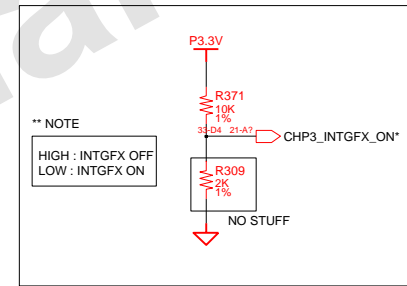 P3.3V
R371
10K
1%
33-D4 21-A?
CHP3_INTGFX_ON*
** NOTE
HIGH : INTGFX OFF
LOW : INTGFX ON
R309
2K
1%
NO STUFF